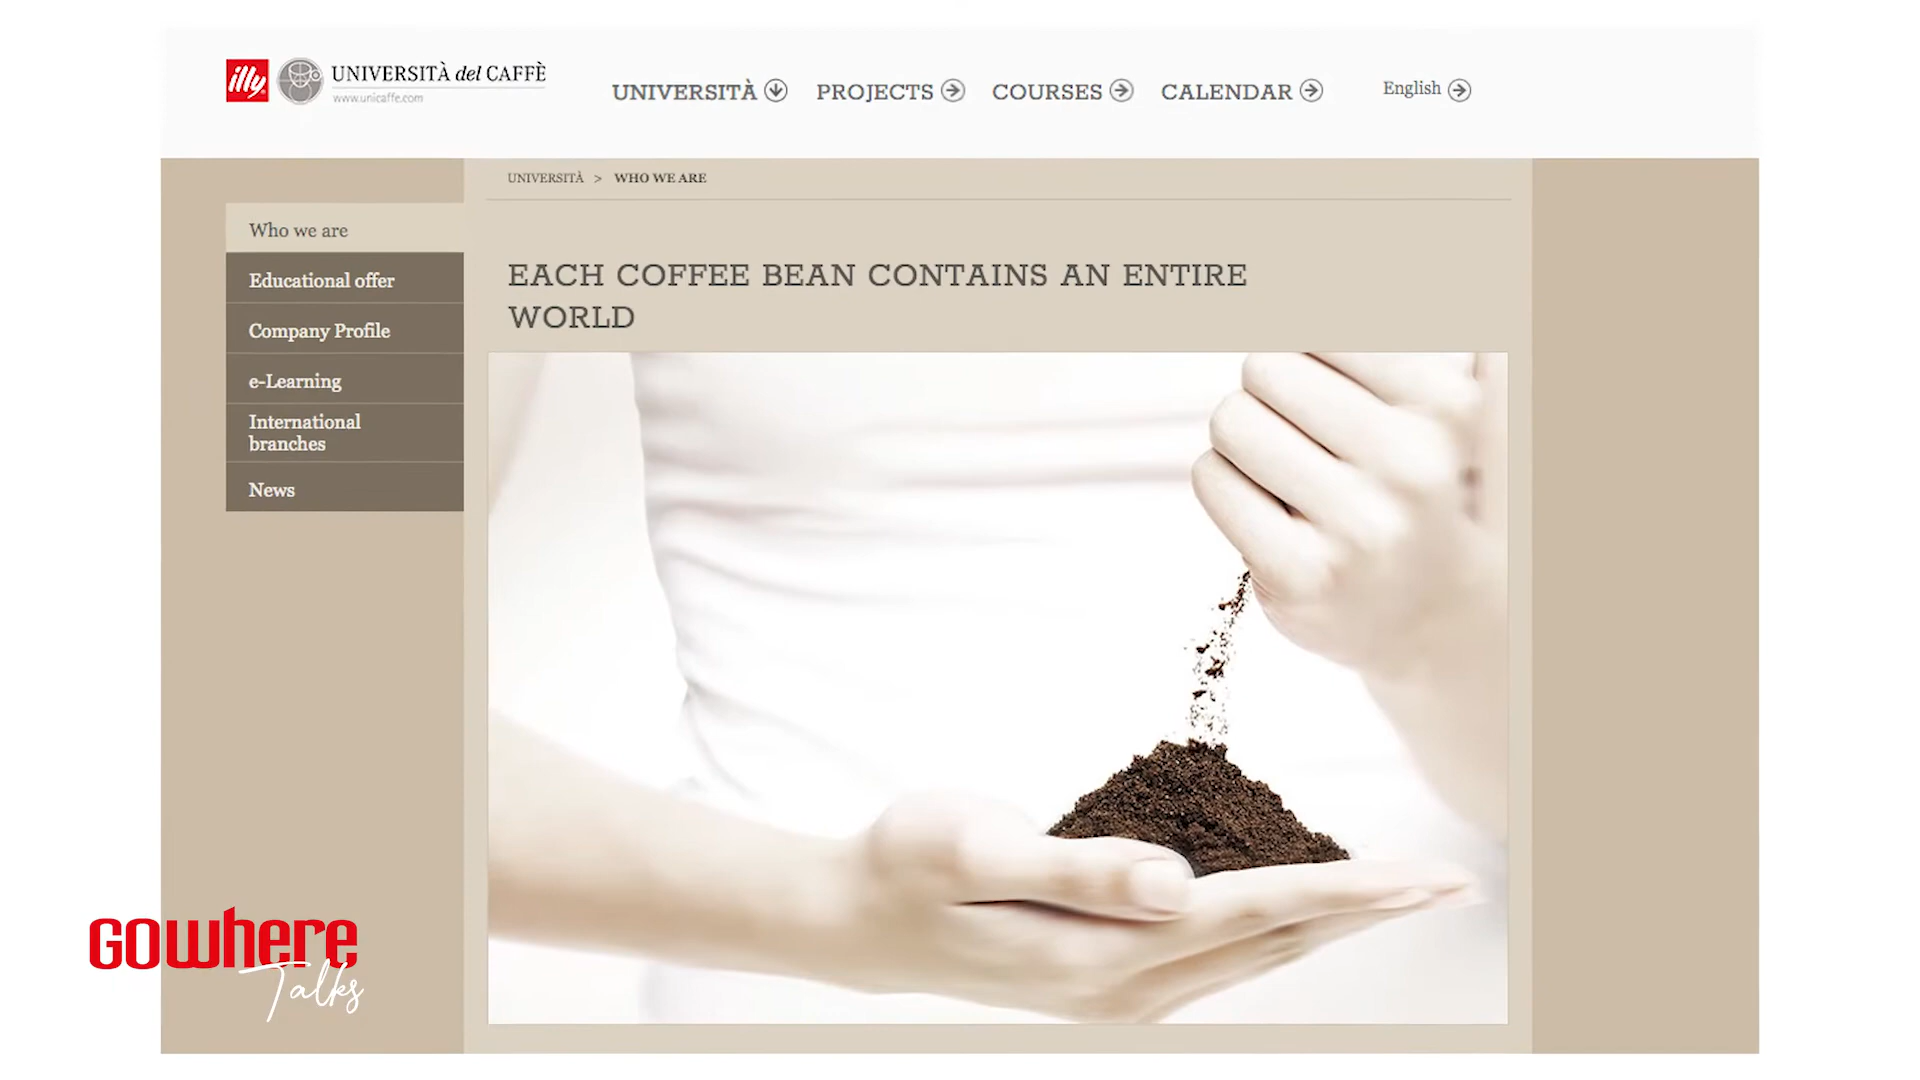 illy
UNIVERSITÀ del CAFFÈ
www.unicaffe.com
UNIVERSITÀ
PROJECTS
COURSES
CALENDAR
English
UNIVERSITÀ > WHO WE ARE
Who we are
Educational offer
Company Profile
e-Learning
International
branches
News
EACH COFFEE BEAN CONTAINS AN ENTIRE
WORLD
GOWhere
Talks